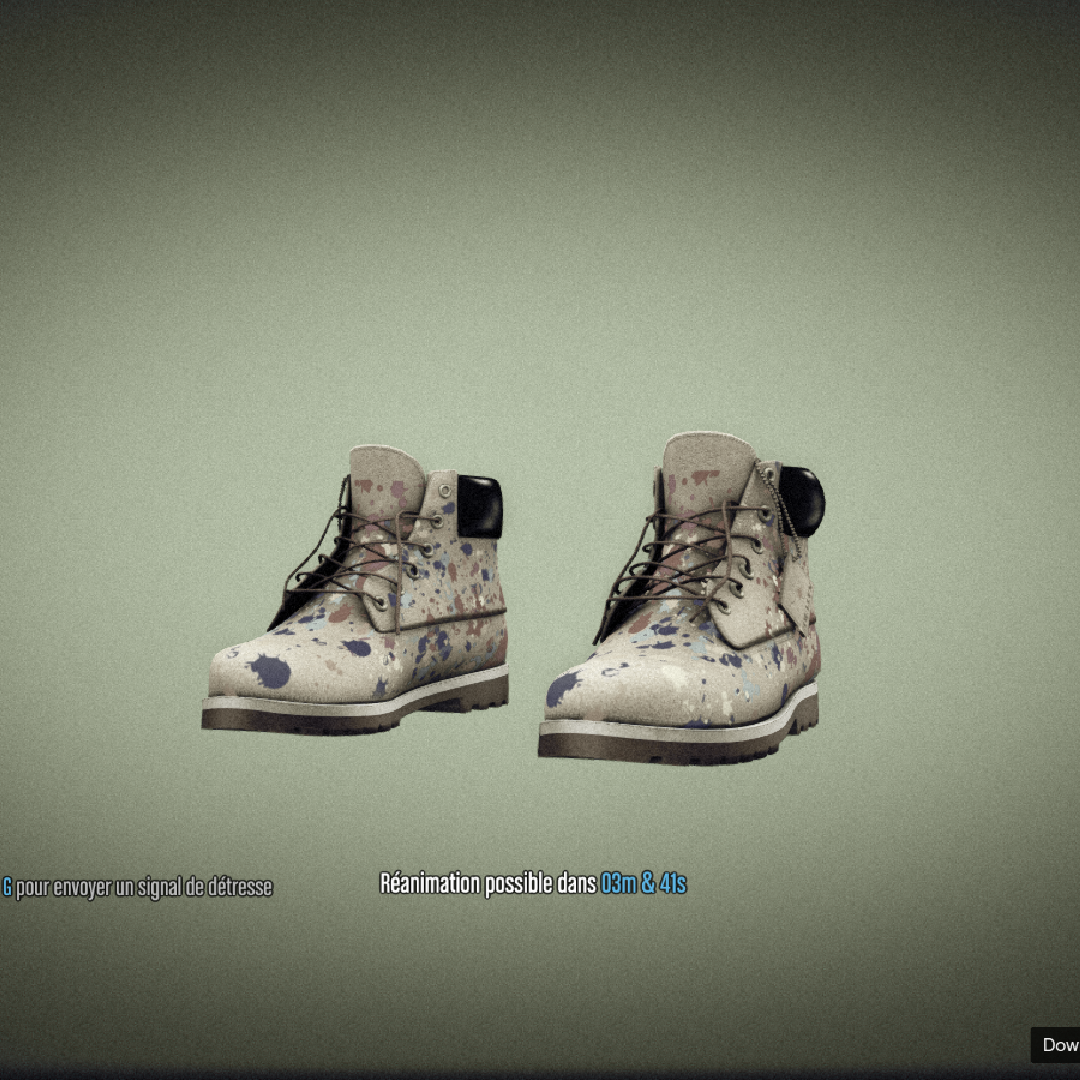 G pour envoyer un signal de détresse
Réanimation possible dans 03m & 41s
Dow